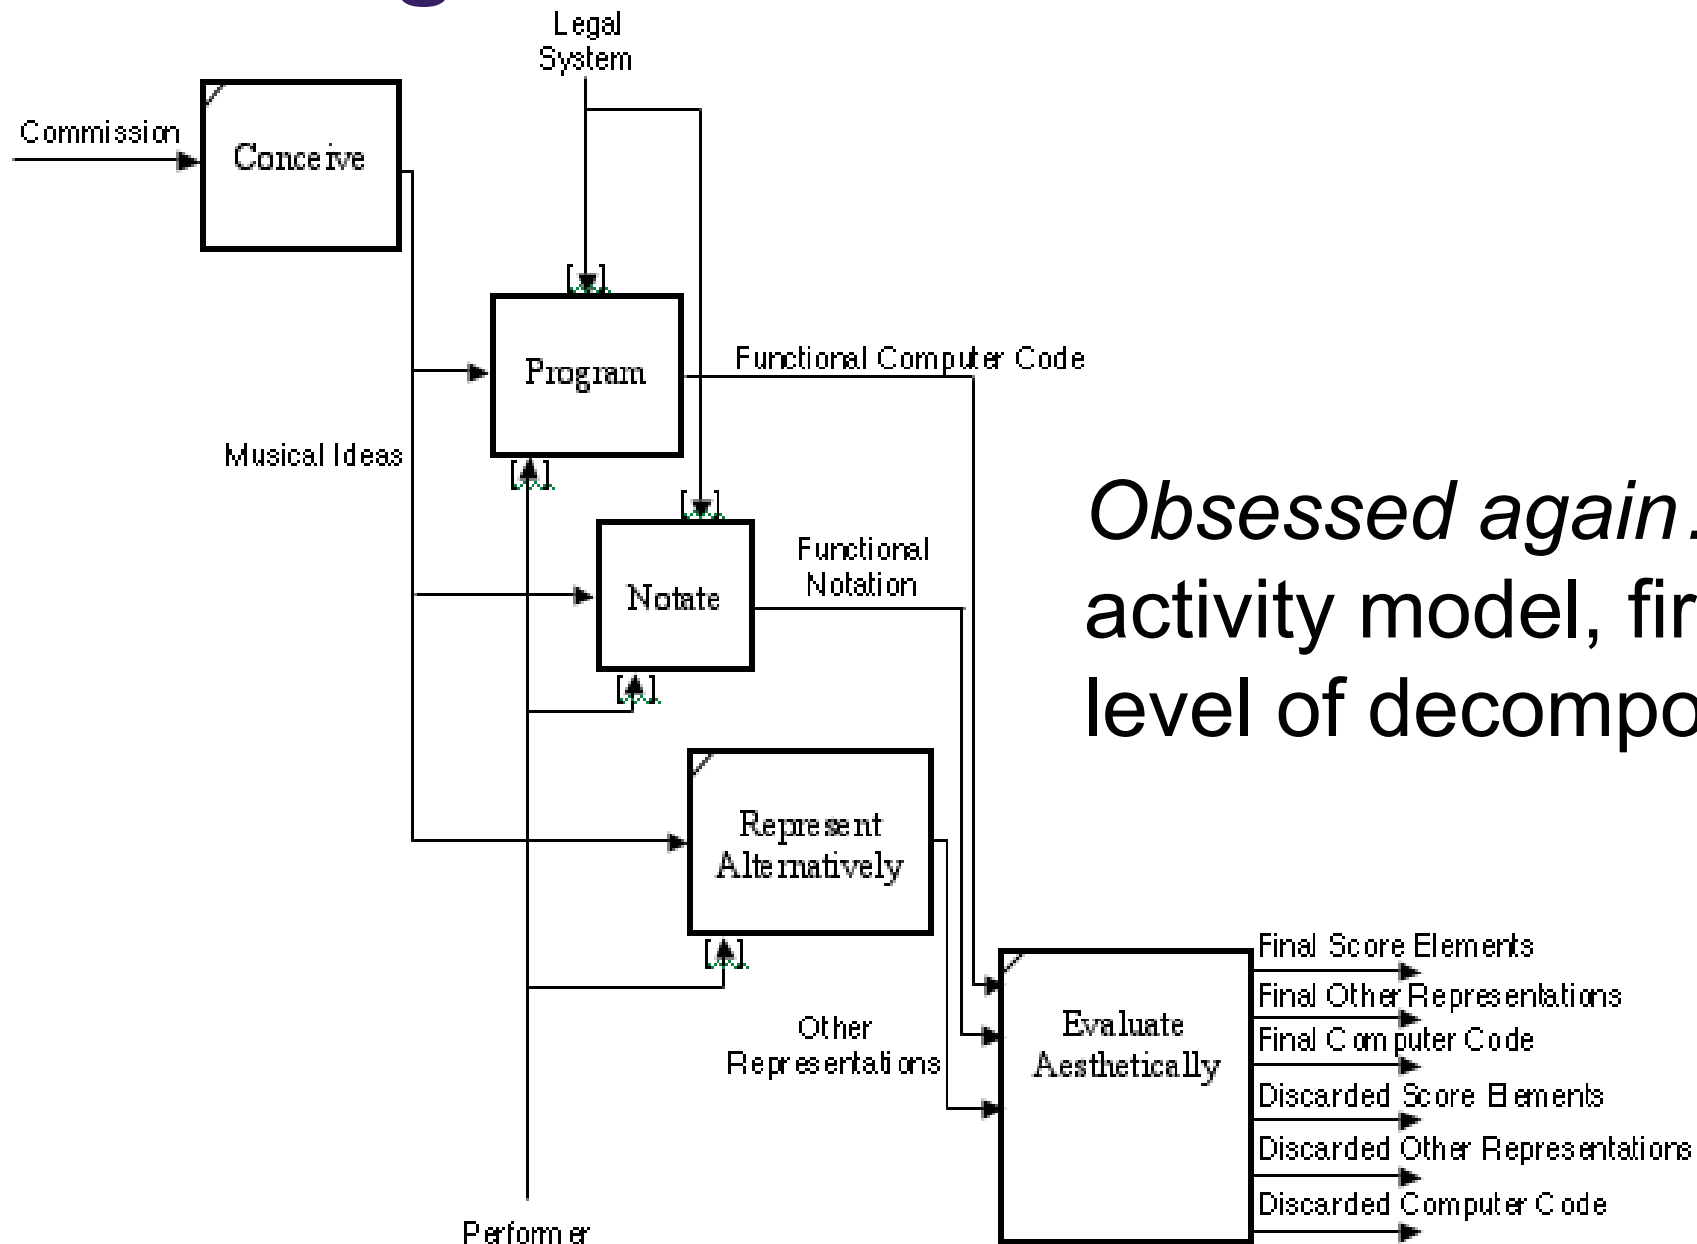 Legal
System
Commission
Conceive
Program
Functional Computer Code
Musical Ideas
Obsessed again.
activity model, fir
level of decompo
Functional
Notation
Notate
Represent
Alternatively
Other
Representations
Evaluate
Aesthetically
Final Score Elements
Final Other Representations
Final Computer Code
Discarded Score Elements
Discarded Other Representations
Discarded Computer Code
Performer